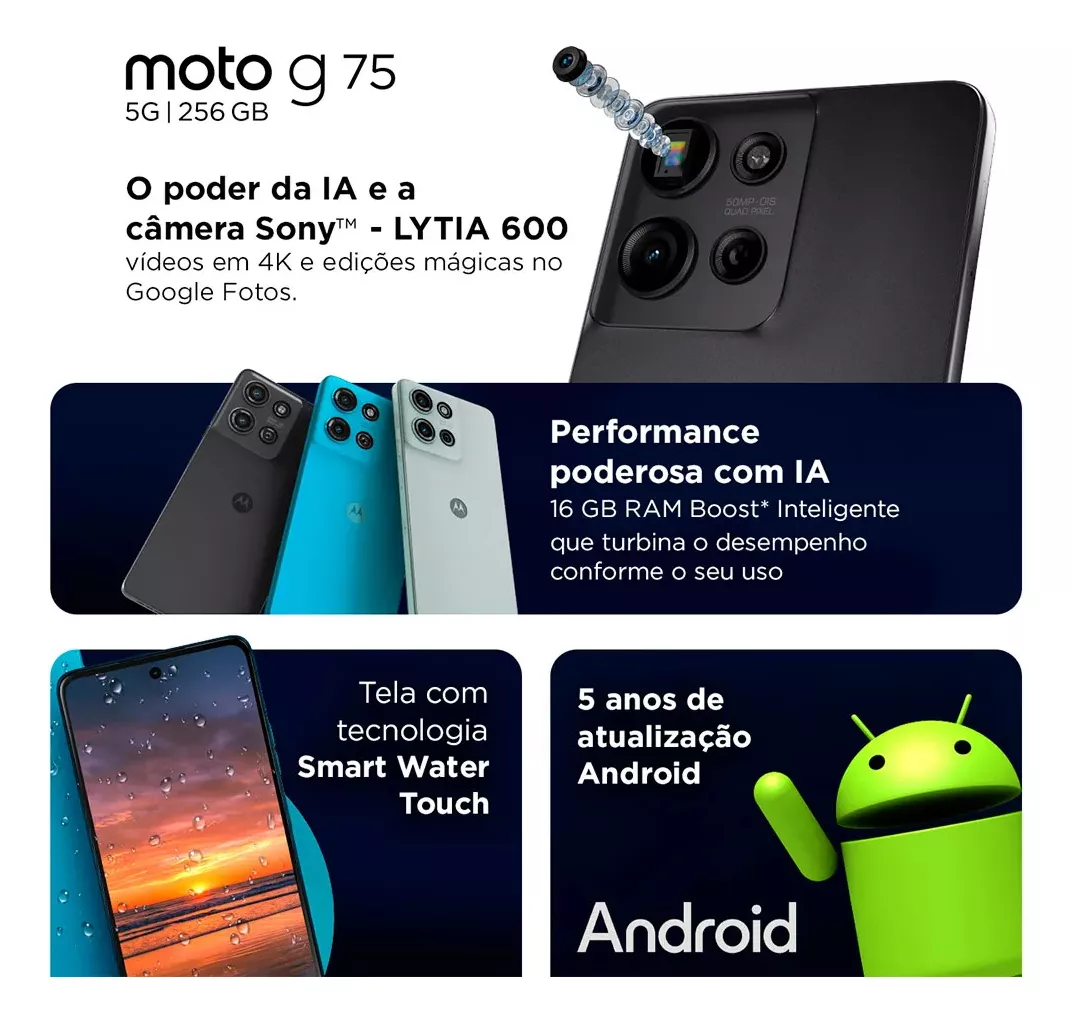 moto g 75
5G | 256 GB
O poder da IA e a
câmera Sony™ - LYTIA 600
vídeos em 4K e edições mágicas no
Google Fotos.
50MP • OIS
QUAD PIXEL
Performance
poderosa com IA
16 GB RAM Boost* Inteligente
que turbina o desempenho
conforme o seu uso
Tela com
tecnologia
Smart Water
Touch
5 anos de
atualização
Android
Android